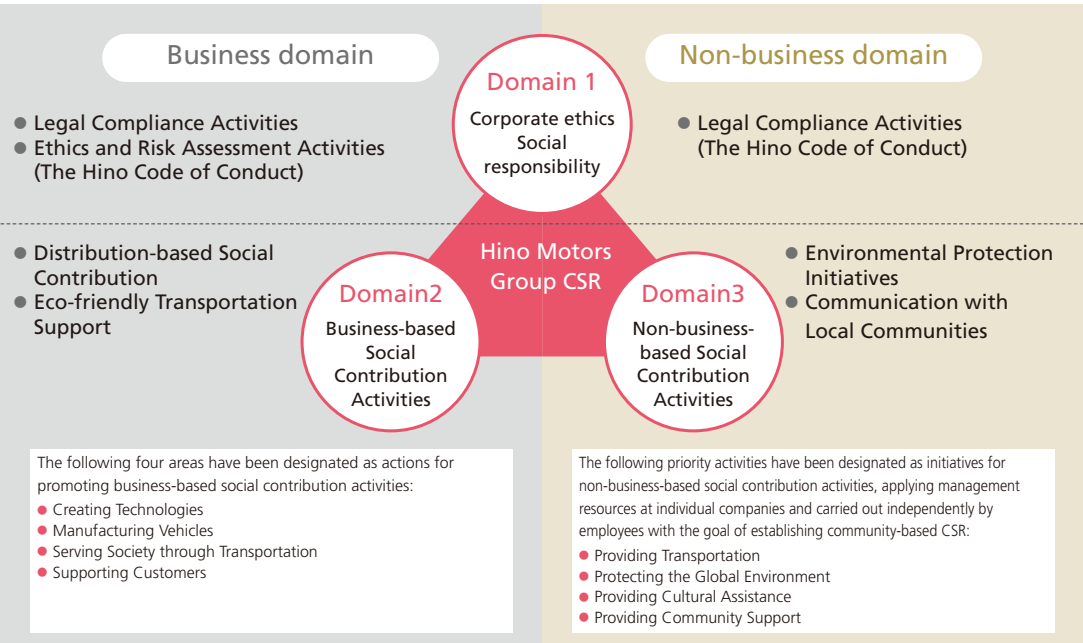 Business domain
Non-business domain
Domain 1
Corporate ethics
Social
responsibility
● Legal Compliance Activities
● Ethics and Risk Assessment Activities
(The Hino Code of Conduct)
● Legal Compliance Activities
(The Hino Code of Conduct)
Hino Motors
Group CSR
● Distribution-based Social
Contribution
● Eco-friendly Transportation
Support
Domain2
Business-based
Social
Contribution
Activities
Domain3
Non-business-
based Social
Contribution
Activities
● Environmental Protection
Initiatives
● Communication with
Local Communities
The following four areas have been designated as actions for
promoting business-based social contribution activities:
● Creating Technologies
● Manufacturing Vehicles
● Serving Society through Transportation
● Supporting Customers
The following priority activities have been designated as initiatives for
non-business-based social contribution activities, applying management
resources at individual companies and carried out independently by
employees with the goal of establishing community-based CSR:
● Providing Transportation
● Protecting the Global Environment
● Providing Cultural Assistance
● Providing Community Support